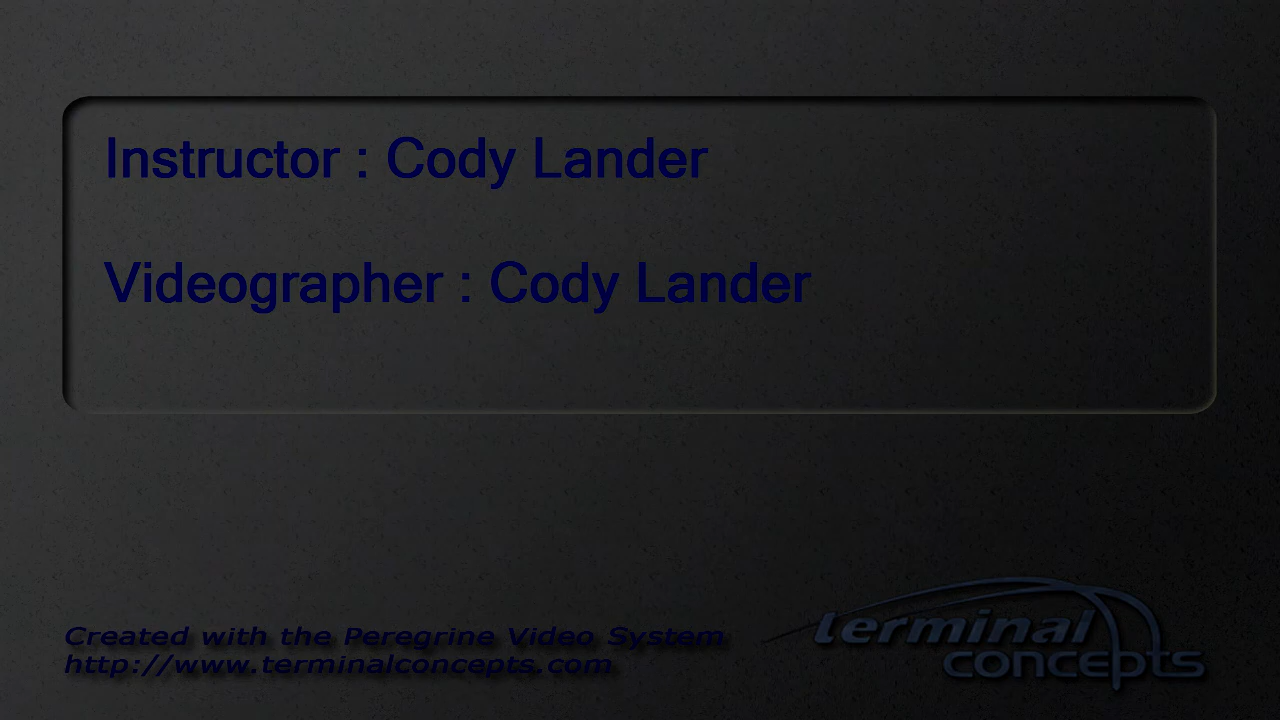 Instructor : Cody Lander
Videographer : Cody Lander
Created with the Peregrine Video System
http://www.terminalconcepts.com
terminal
concepts